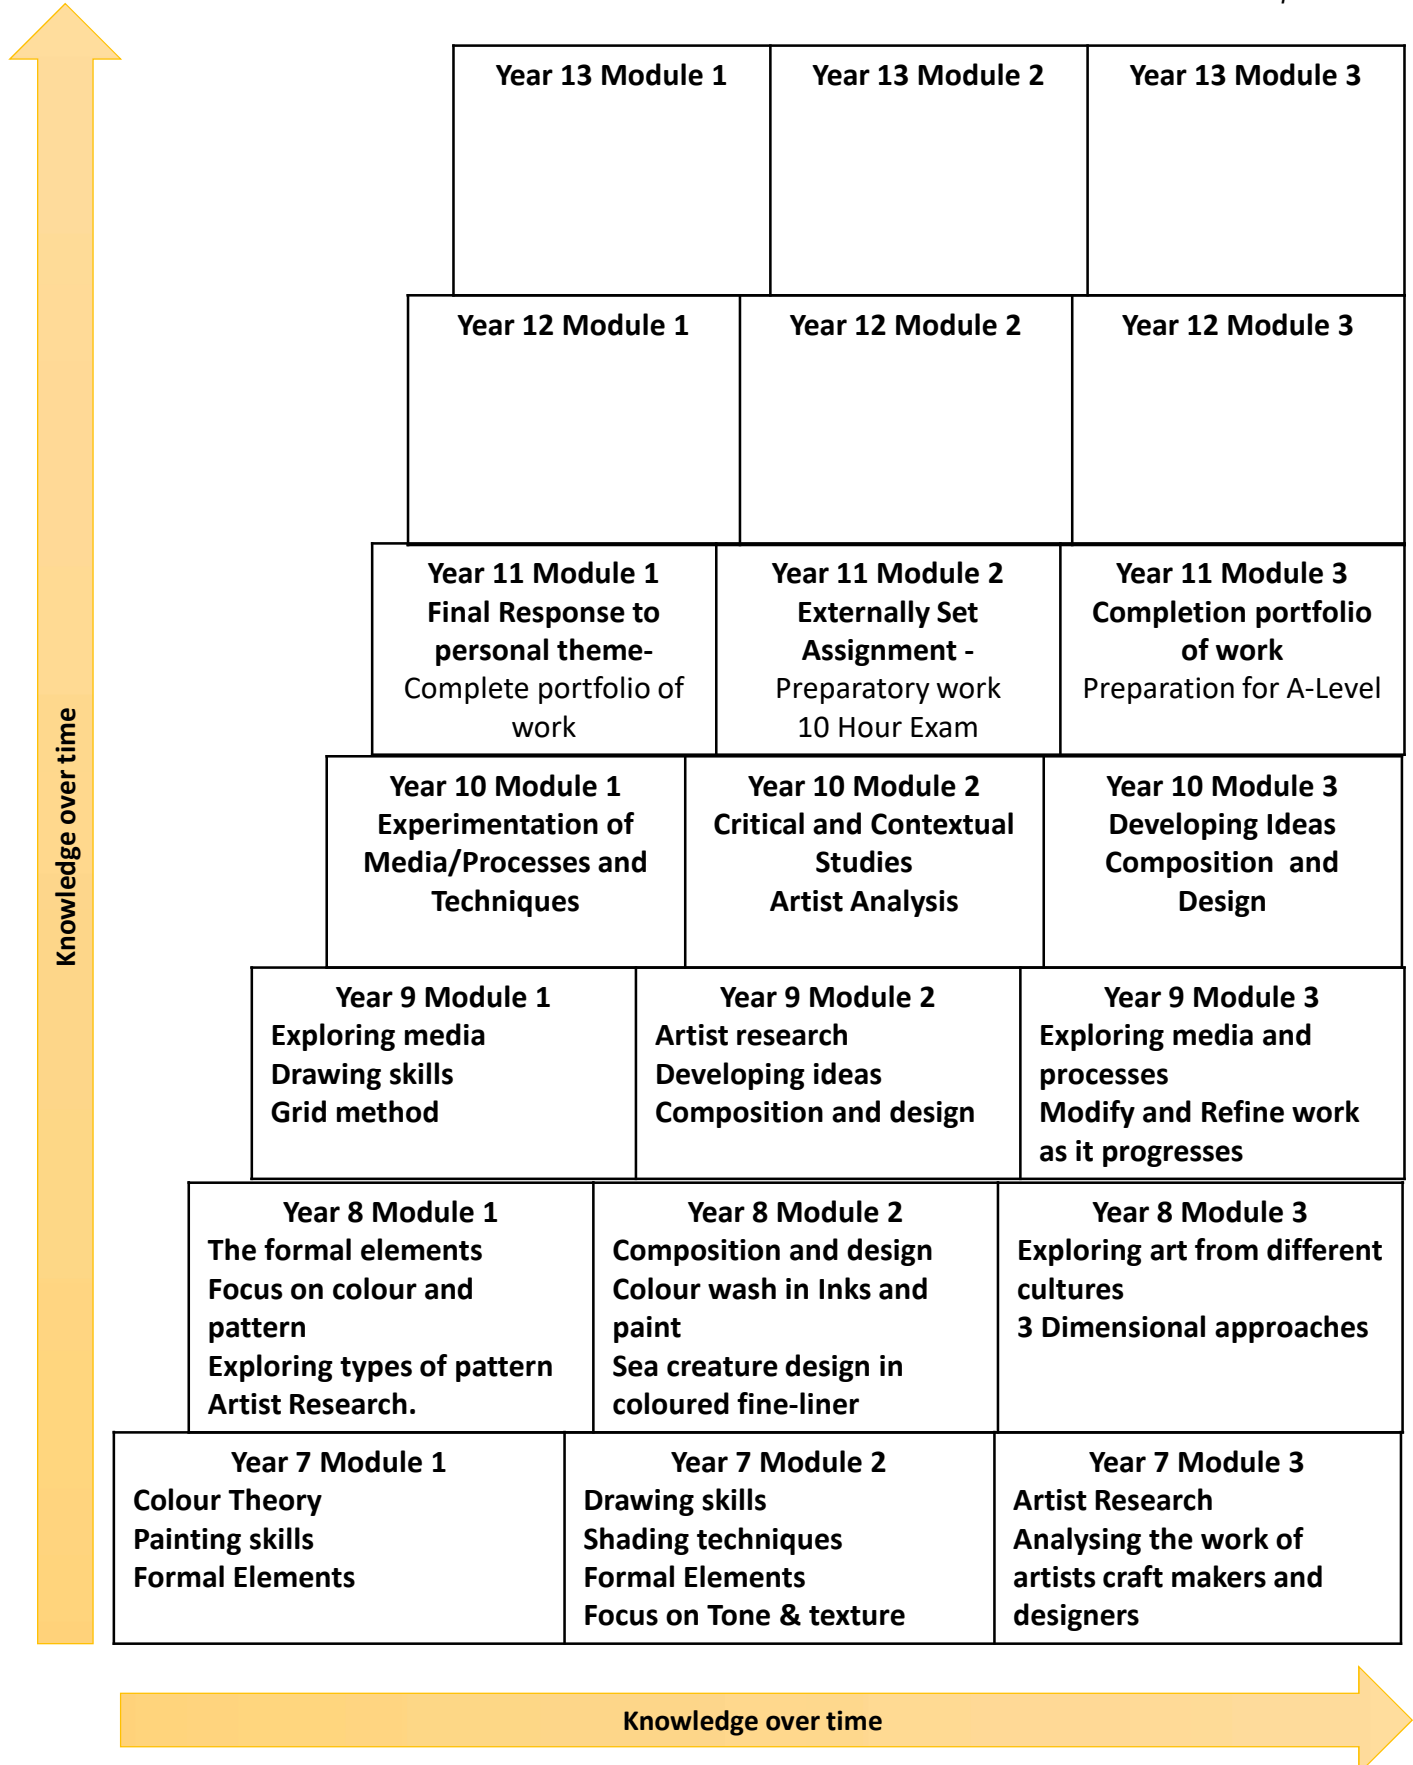 Year 13 Module 1
Year 13 Module 2
Year 13 Module 3
Year 12 Module 1
Year 12 Module 2
Year 12 Module 3
Year 11 Module 1
Final Response to
personal theme-
Complete portfolio of
work
Year 11 Module 2
Externally Set
Assignment -
Preparatory work
10 Hour Exam
Year 11 Module 3
Completion portfolio
of work
Preparation for A-Level
Year 10 Module 1
Experimentation of
Media/Processes and
Techniques
Year 10 Module 2
Critical and Contextual
Studies
Artist Analysis
Year 10 Module 3
Developing Ideas
Composition  and
Design
Year 9 Module 1
Exploring media
Drawing skills
Grid method
Year 9 Module 2
Artist research
Developing ideas
Composition and design
Year 9 Module 3
Exploring media and
processes
Modify and Refine work
as it progresses
Year 8 Module 1
The formal elements
Focus on colour and
pattern
Exploring types of pattern
Artist Research.
Year 8 Module 2
Composition and design
Colour wash in Inks and
paint
Sea creature design in
coloured fine-liner
Year 8 Module 3
Exploring art from different
cultures
3 Dimensional approaches
Year 7 Module 1
Colour Theory
Painting skills
Formal Elements
Year 7 Module 2
Drawing skills
Shading techniques
Formal Elements
Focus on Tone & texture
Year 7 Module 3
Artist Research
Analysing the work of
artists craft makers and
designers
Knowledge over time
Knowledge over time